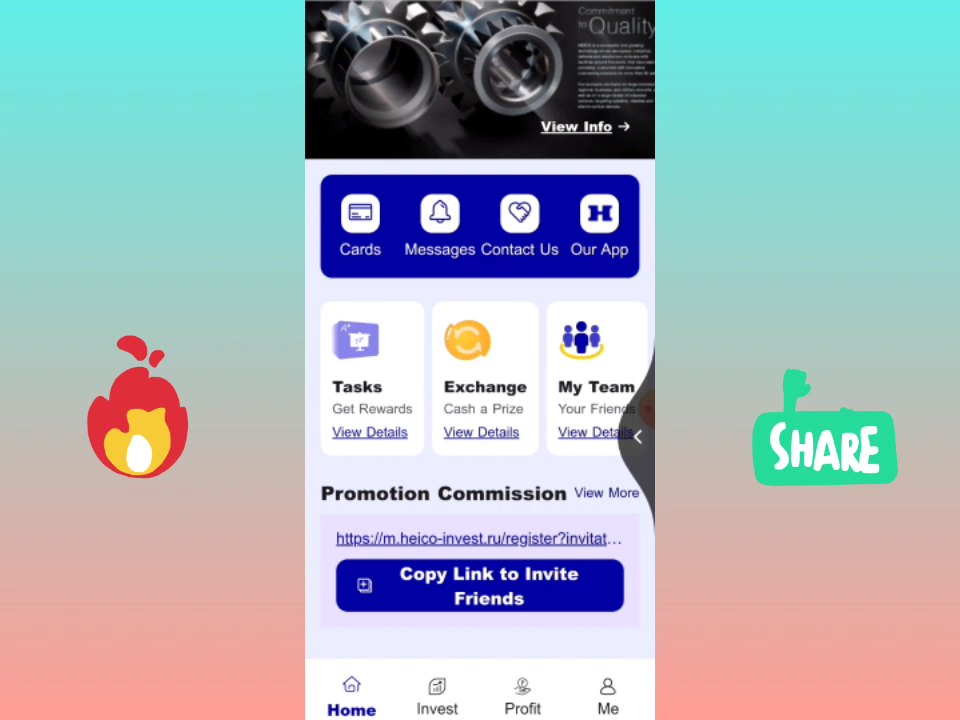 Commitment
to Quality
View Info →
Cards
Messages
Contact Us
Our App
A+
Tasks
Get Rewards
View Details
Exchange
Cash a Prize
View Details
My Team
Your Friends
View Details
SHARE
Promotion Commission
View More
https://m.heico-invest.ru/register?invitat...
Copy Link to Invite
Friends
Home
Invest
Profit
Me